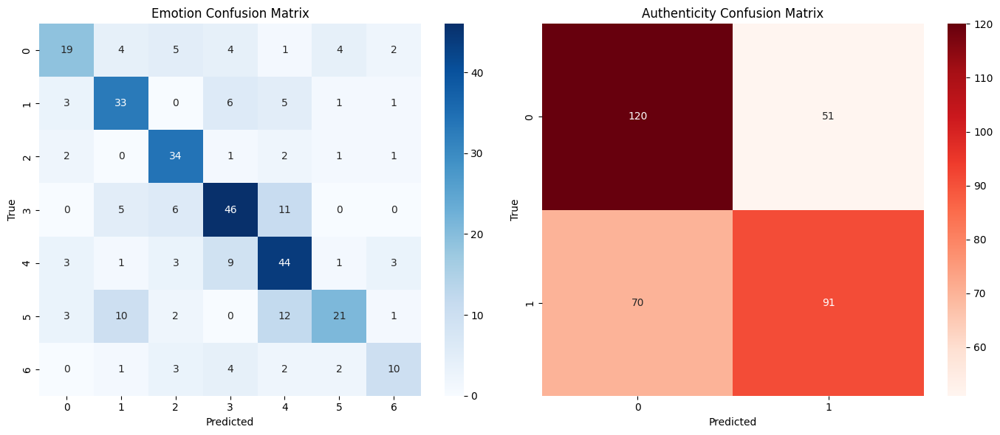 Emotion Confusion Matrix
0 19 4 5 4 1 4 2
1 3 33 0 6 5 1 1
2 2 0 34 1 2 1 1
3 0 5 6 46 11 0 0
4 3 1 3 9 44 1 3
5 3 10 2 0 12 21 1
6 0 1 3 4 2 2 10
0 1 2 3 4 5 6
Predicted
True
40
30
20
10
0
Authenticity Confusion Matrix
0 120 51
1 70 91
0 1
Predicted
True
120
110
100
90
80
70
60